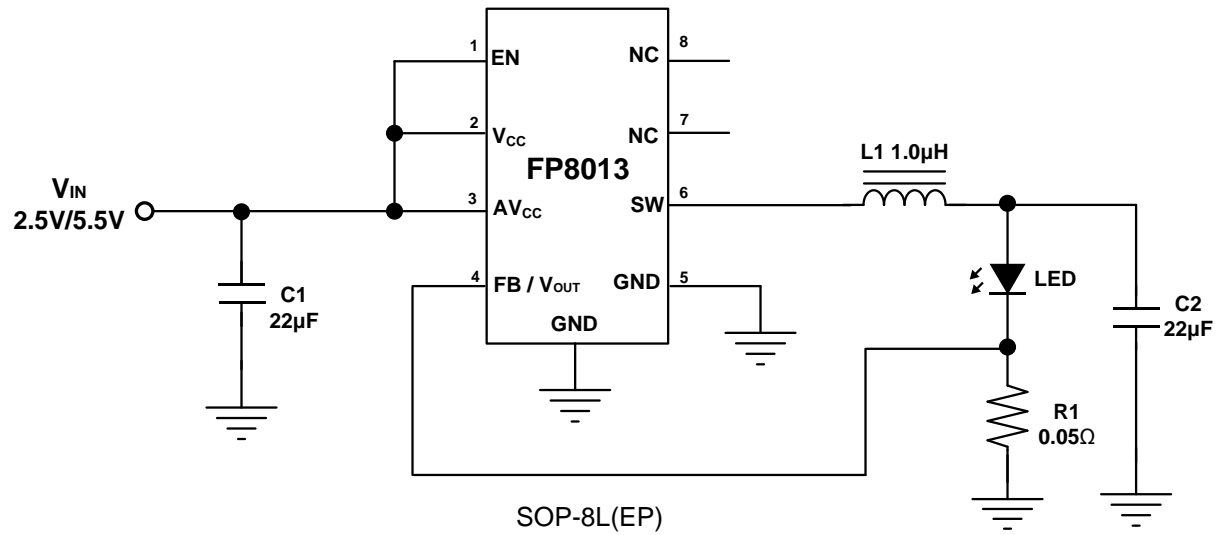 1
EN
NC
8
2
VCC
NC
7
FP8013
L1 1.0µH
VIN
2.5V/5.5V
3
AVCC
SW
6
4
FB / VOUT
GND
5
LED
C1
22µF
GND
C2
22µF
R1
0.05Ω
SOP-8L(EP)